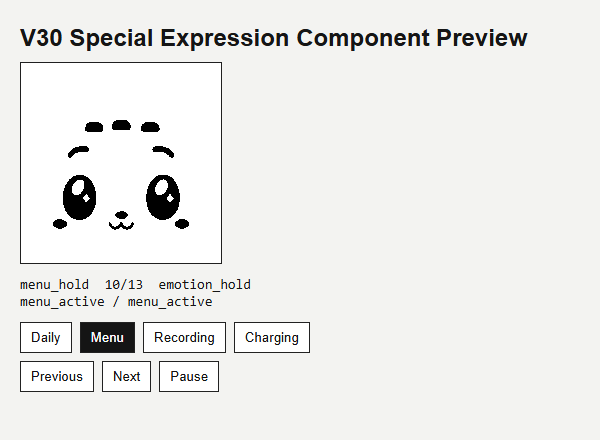 V30 Special Expression Component Preview
menu_hold  10/13  emotion_hold
menu_active / menu_active
Daily Menu Recording Charging
Previous Next Pause